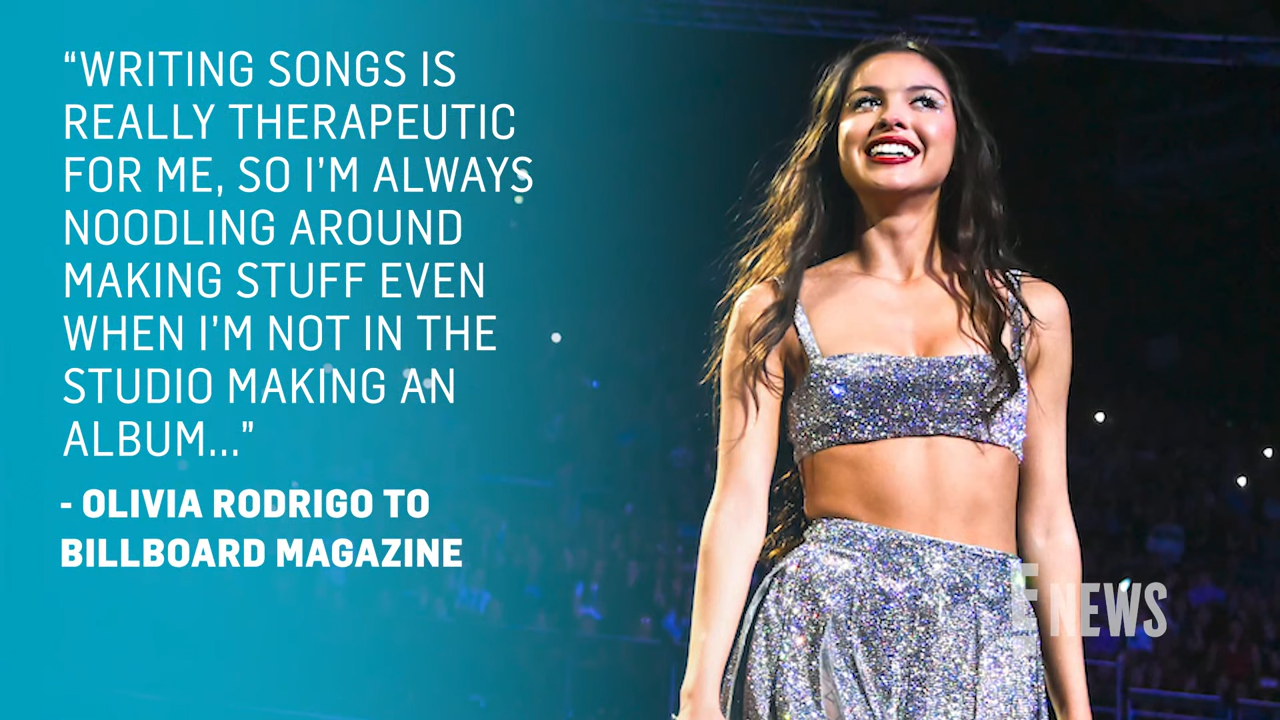 “WRITING SONGS IS
REALLY THERAPEUTIC
FOR ME, SO I’M ALWAYS
NOODLING AROUND
MAKING STUFF EVEN
WHEN I’M NOT IN THE
STUDIO MAKING AN
ALBUM...”
- OLIVIA RODRIGO TO
BILLBOARD MAGAZINE
E NEWS